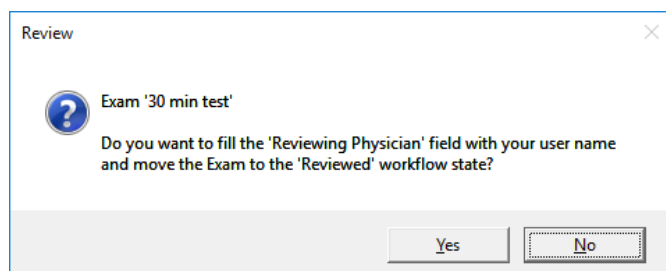 Review
Exam '30 min test'
Do you want to fill the 'Reviewing Physician' field with your user name
and move the Exam to the 'Reviewed' workflow state?
Yes
No